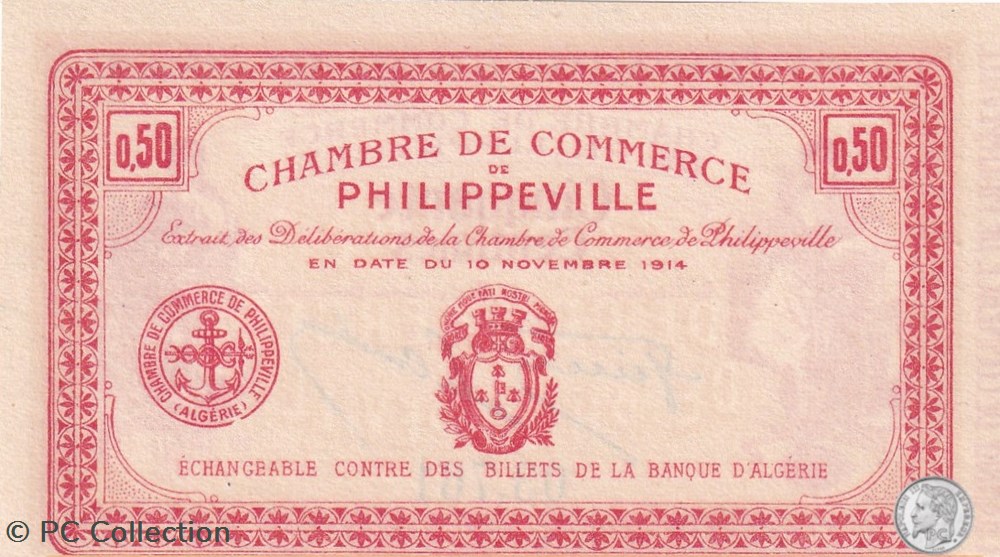 0,50
0,50
CHAMBRE DE COMMERCE
DE
PHILIPPEVILLE
Extrait des Délibérations de la Chambre de Commerce de Philippeville
EN DATE DU 10 NOVEMBRE 1914
CHAMBRE DE COMMERCE DE PHILIPPEVILLE
(ALGÉRIE)
ÉCHANGEABLE CONTRE DES BILLETS DE LA BANQUE D'ALGÉRIE
© PC Collection
PC